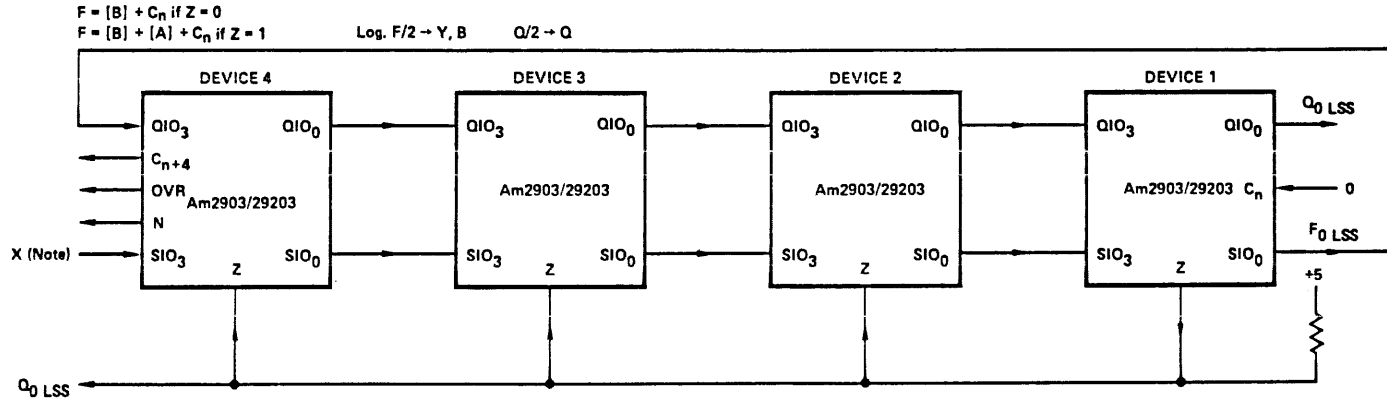 F = [B] + Cn if Z = 0
F = [B] + [A] + Cn if Z = 1 Log. F/2 → Y, B Q/2 → Q
DEVICE 4 DEVICE 3 DEVICE 2 DEVICE 1
QIO3 QIO0 QIO3 QIO0 QIO3 QIO0 QIO3 QIO0 Q0 LSS
Cn+4
OVR
Am2903/29203 Am2903/29203 Am2903/29203 Am2903/29203 Cn 0
N
X (Note) SIO3 SIO0 SIO3 SIO0 SIO3 SIO0 SIO3 SIO0 F0 LSS
Z Z Z Z +5
Q0 LSS